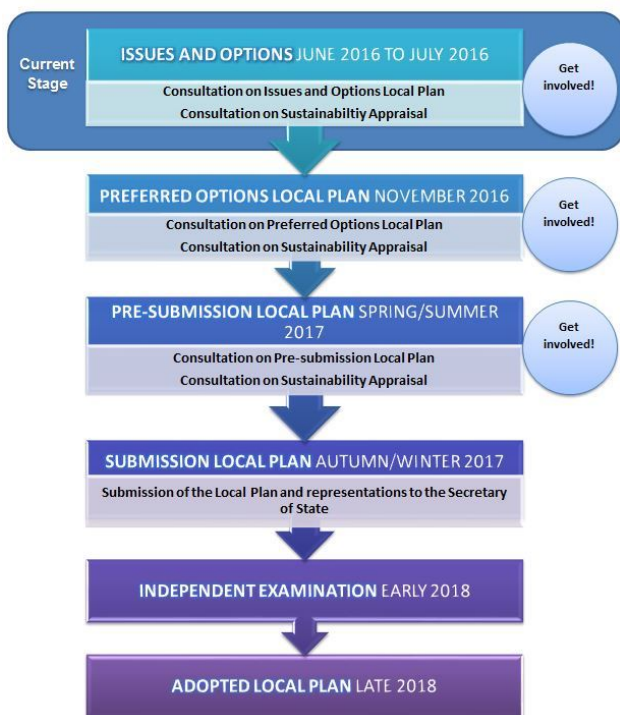 Current
Stage
ISSUES AND OPTIONS JUNE 2016 TO JULY 2016
Consultation on Issues and Options Local Plan
Consultation on Sustainabiltiy Appraisal
Get
involved!
PREFERRED OPTIONS LOCAL PLAN NOVEMBER 2016
Consultation on Preferred Options Local Plan
Consultation on Sustainability Appraisal
Get
involved!
PRE-SUBMISSION LOCAL PLAN SPRING/SUMMER
2017
Consultation on Pre-submission Local Plan
Consultation on Sustainability Appraisal
Get
involved!
SUBMISSION LOCAL PLAN AUTUMN/WINTER 2017
Submission of the Local Plan and representations to the Secretary
of State
INDEPENDENT EXAMINATION EARLY 2018
ADOPTED LOCAL PLAN LATE 2018